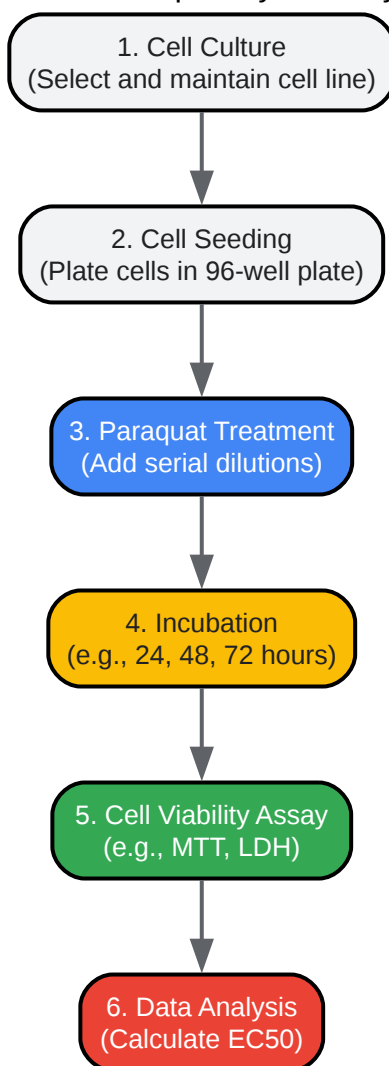 1. Cell Culture
(Select and maintain cell line)
2. Cell Seeding
(Plate cells in 96-well plate)
3. Paraquat Treatment
(Add serial dilutions)
4. Incubation
(e.g., 24, 48, 72 hours)
5. Cell Viability Assay
(e.g., MTT, LDH)
6. Data Analysis
(Calculate EC50)